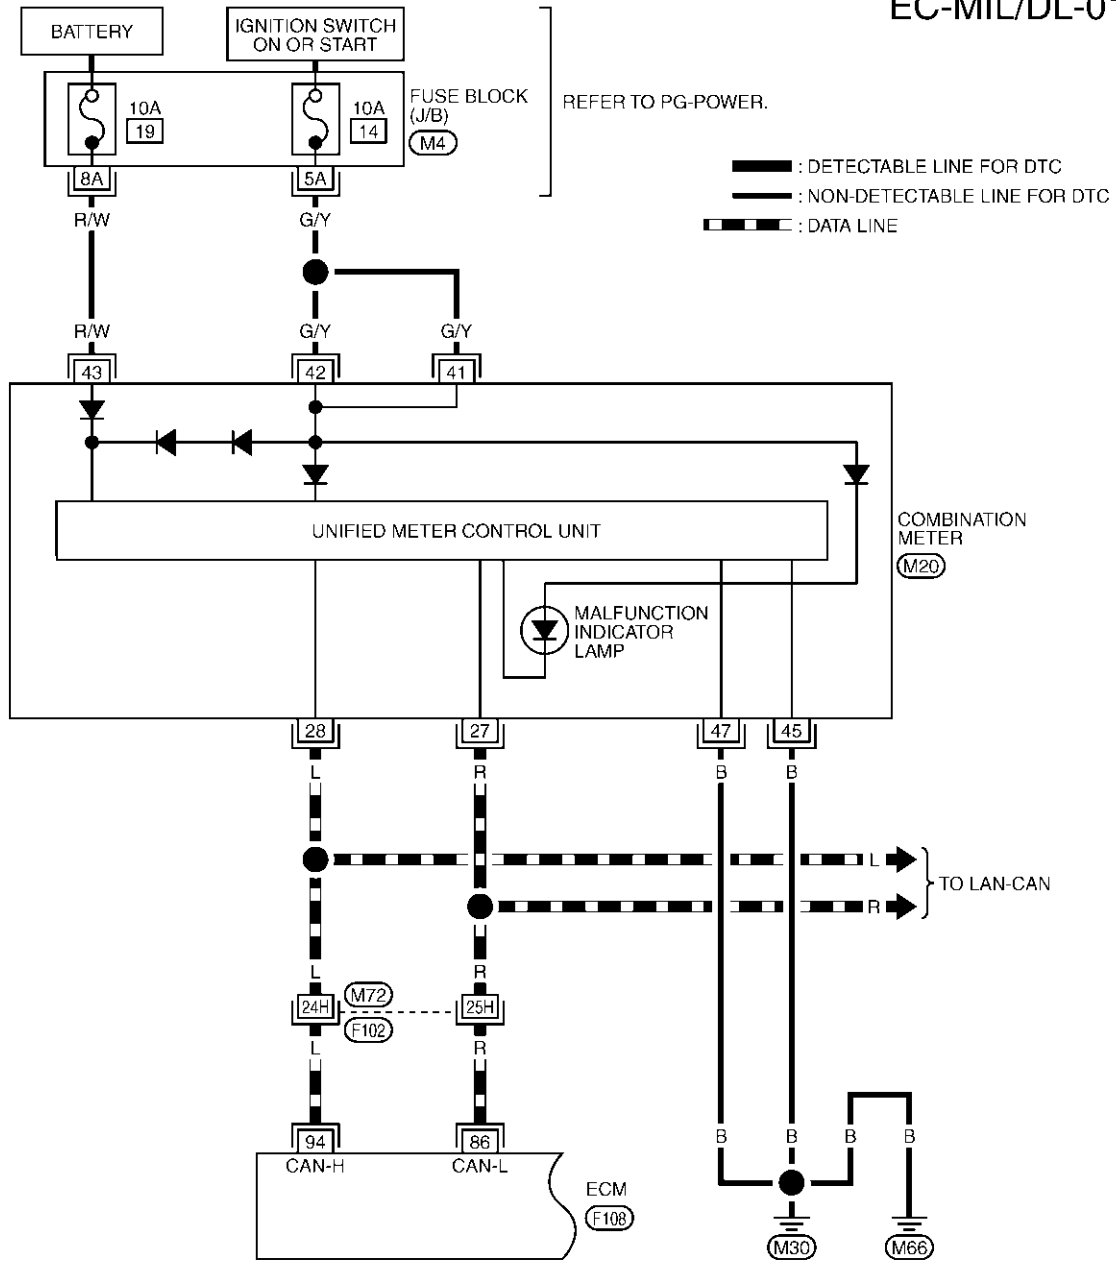 EC-MIL/DL-01
BATTERY
IGNITION SWITCH
ON OR START
10A
19
10A
14
FUSE BLOCK
(J/B)
M4
REFER TO PG-POWER.
8A
5A
: DETECTABLE LINE FOR DTC
: NON-DETECTABLE LINE FOR DTC
: DATA LINE
R/W
G/Y
R/W
G/Y
G/Y
43
42
41
UNIFIED METER CONTROL UNIT
COMBINATION
METER
M20
MALFUNCTION
INDICATOR
LAMP
28
27
47
45
L
R
B
B
L
R
TO LAN-CAN
L
R
24H
M72
F102
25H
L
R
94
86
CAN-H
CAN-L
ECM
F108
B
B
B
B
M30
M66